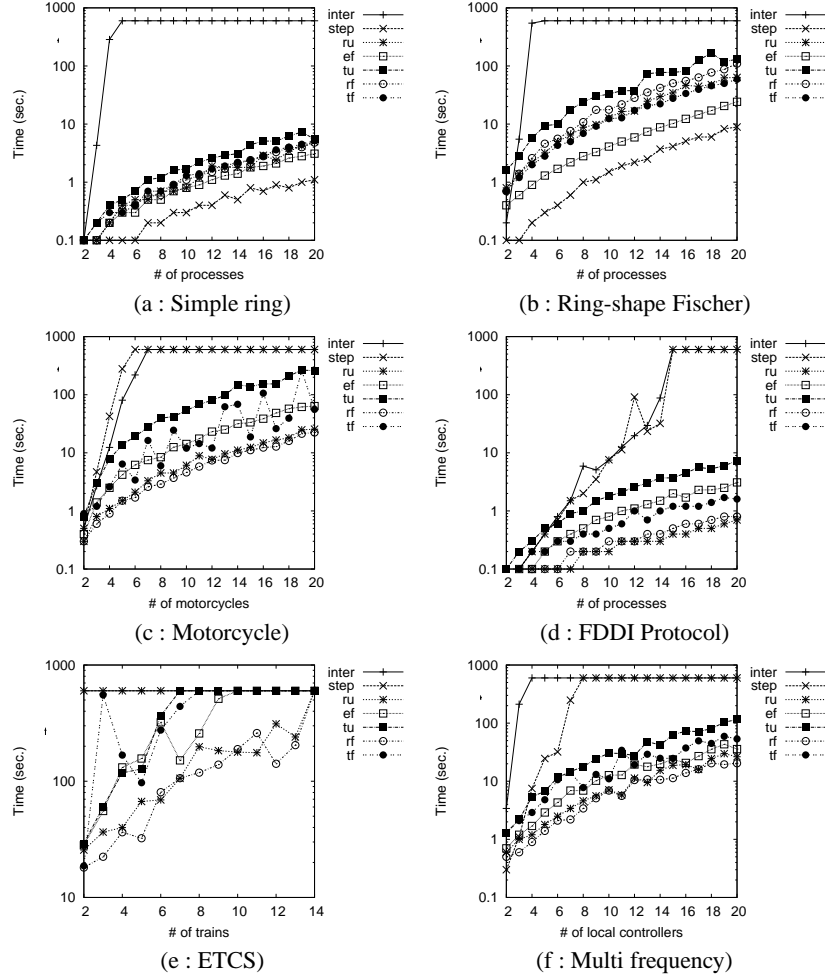 1000
100
10
1
0.1
Time (sec.)
2 4 6 8 10 12 14 16 18 20
# of processes
inter
step
ru
ef
tu
rf
tf
(a : Simple ring)
1000
100
10
1
0.1
Time (sec.)
2 4 6 8 10 12 14 16 18 20
# of processes
inter
step
ru
ef
tu
rf
tf
(b : Ring-shape Fischer)
1000
100
10
1
0.1
Time (sec.)
2 4 6 8 10 12 14 16 18 20
# of motorcycles
inter
step
ru
ef
tu
rf
tf
(c : Motorcycle)
1000
100
10
1
0.1
Time (sec.)
2 4 6 8 10 12 14 16 18 20
# of processes
inter
step
ru
ef
tu
rf
tf
(d : FDDI Protocol)
1000
100
10
Time (sec.)
2 4 6 8 10 12 14
# of trains
inter
step
ru
ef
tu
rf
tf
(e : ETCS)
1000
100
10
1
0.1
Time (sec.)
2 4 6 8 10 12 14 16 18 20
# of local controllers
inter
step
ru
ef
tu
rf
tf
(f : Multi frequency)